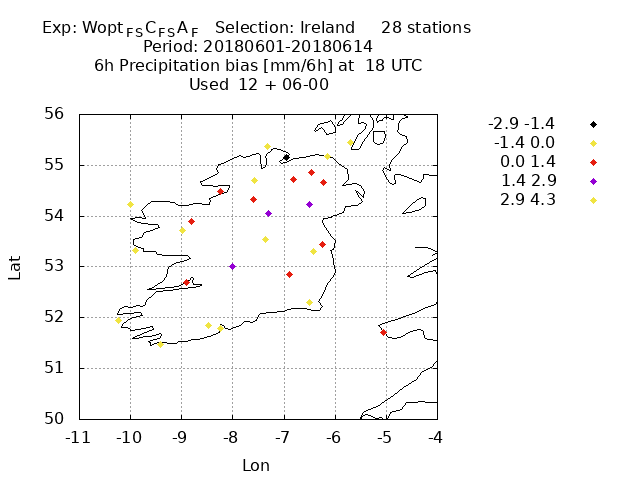 Exp: Wopt FS C FS A F Selection: Ireland 28 stations
Period: 20180601-20180614
6h Precipitation bias [mm/6h] at 18 UTC
Used 12 + 06-00
-2.9 -1.4
-1.4 0.0
0.0 1.4
1.4 2.9
2.9 4.3
56
55
54
53
52
51
50
Lat
-11 -10 -9 -8 -7 -6 -5 -4
Lon